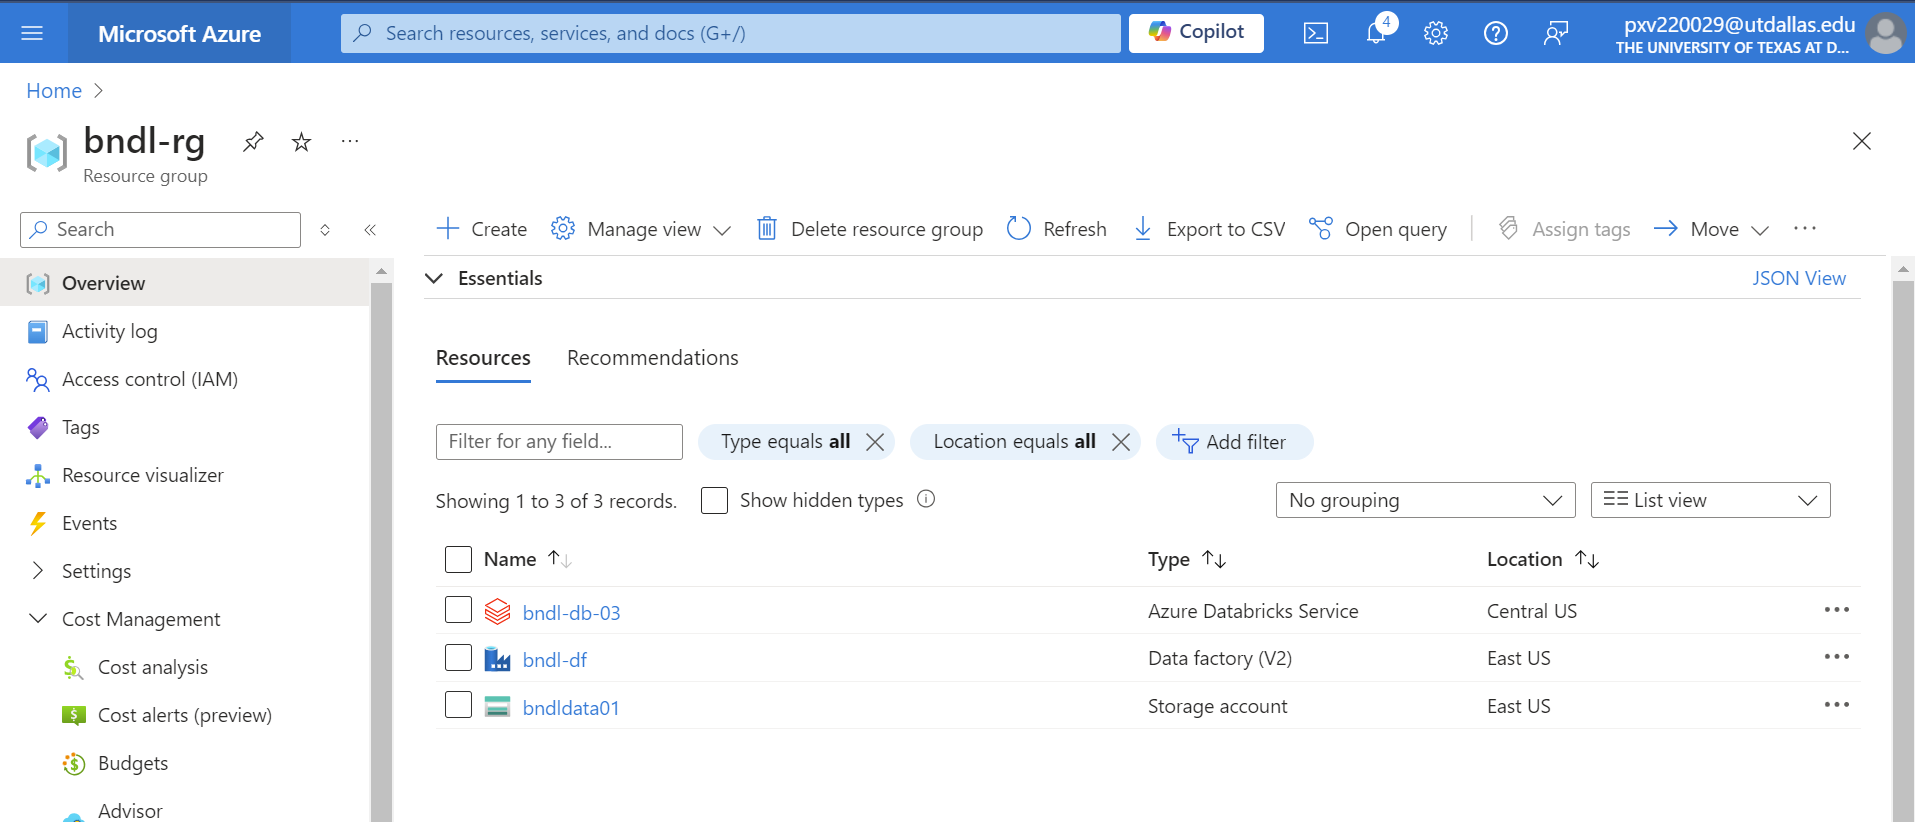 Microsoft Azure
Search resources, services, and docs (G+/)
Copilot
4
pxv220029@utdallas.edu
THE UNIVERSITY OF TEXAS AT D...
Home
bndl-rg
Resource group
Search
Create
Manage view
Delete resource group
Refresh
Export to CSV
Open query
Assign tags
Move
Overview
Activity log
Access control (IAM)
Tags
Resource visualizer
Events
Settings
Cost Management
Cost analysis
Cost alerts (preview)
Budgets
Advisor
Essentials
JSON View
Resources
Recommendations
Filter for any field...
Type equals all
Location equals all
Add filter
Showing 1 to 3 of 3 records.
Show hidden types
No grouping
List view
Name
Type
Location
bndl-db-03
Azure Databricks Service
Central US
bndl-df
Data factory (V2)
East US
bndldata01
Storage account
East US